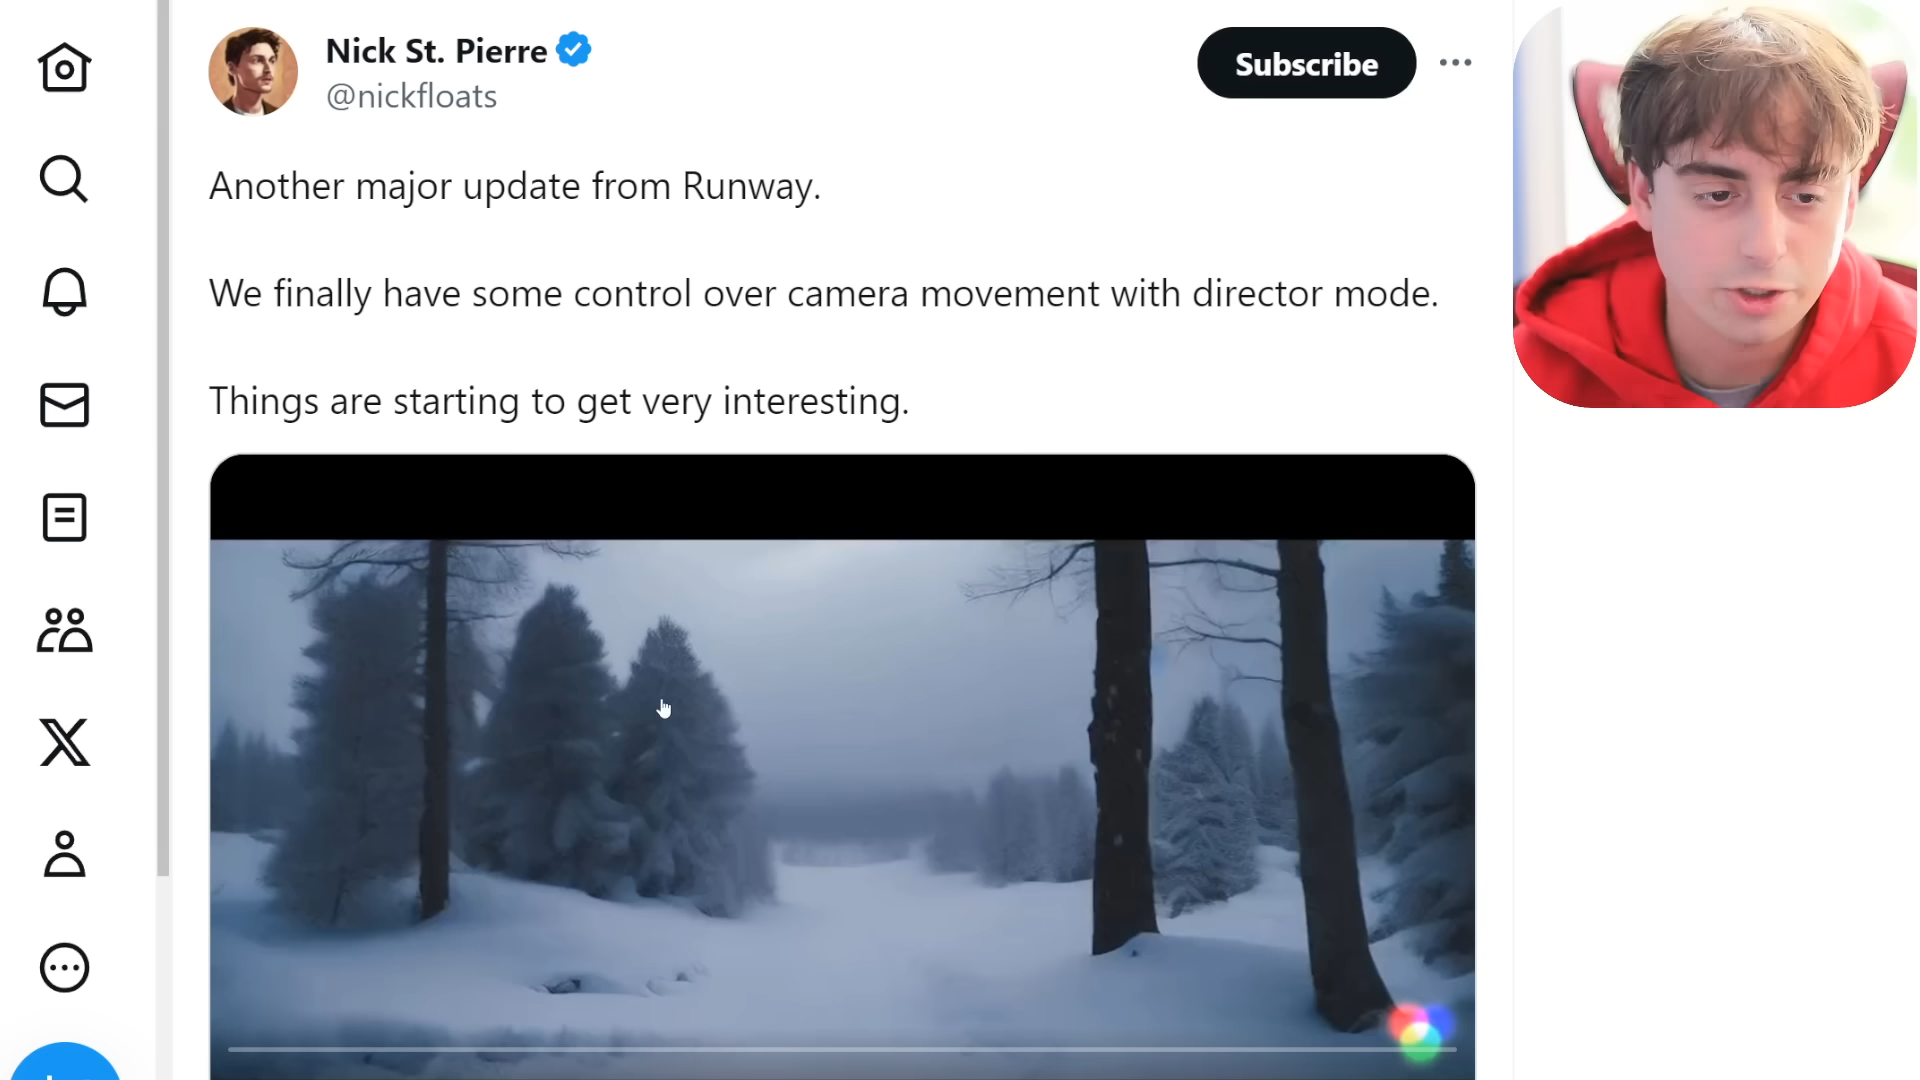 Nick St. Pierre
@nickfloats
Subscribe
Another major update from Runway.
We finally have some control over camera movement with director mode.
Things are starting to get very interesting.